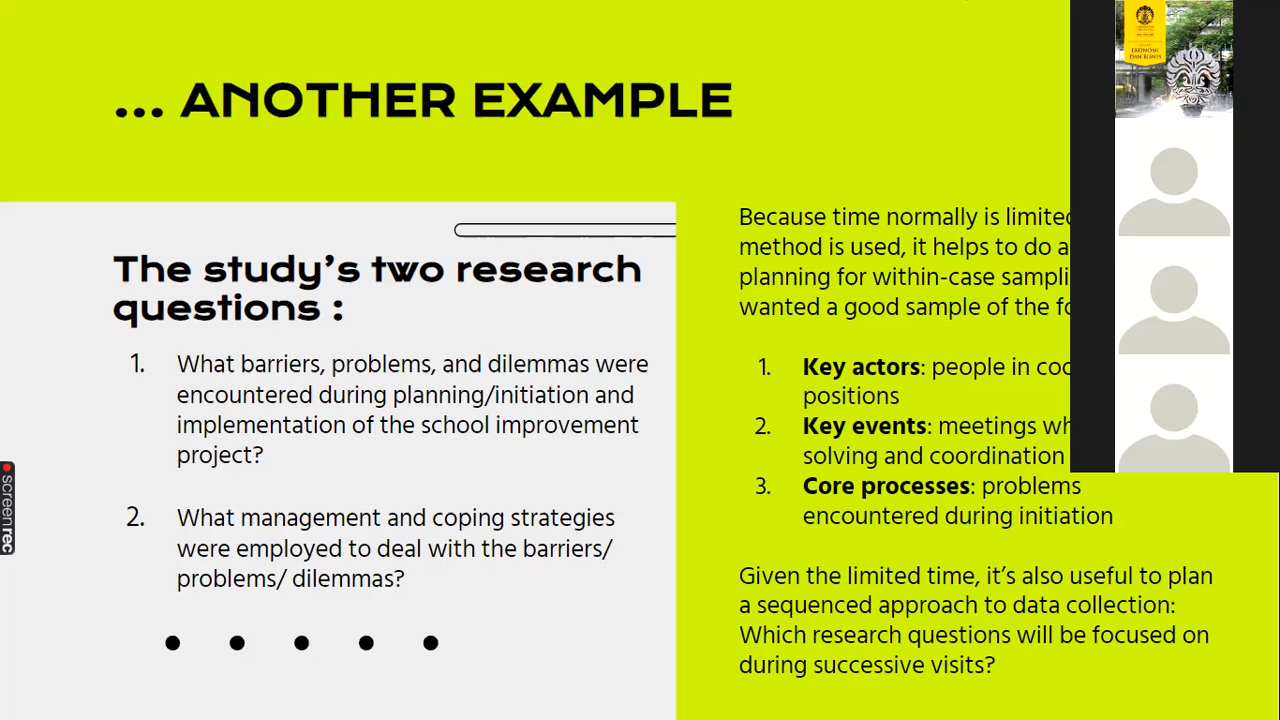 ... ANOTHER EXAMPLE
The study's two research
questions :
1. What barriers, problems, and dilemmas were
encountered during planning/initiation and
implementation of the school improvement
project?
2. What management and coping strategies
were employed to deal with the barriers/
problems/ dilemmas?
Because time normally is limited
method is used, it helps to do a
planning for within-case
wanted a good sample of the
1. Key actors: people in
positions
2. Key events: meetings
solving and coordination
3. Core processes: problems
encountered during initiation
Given the limited time, it's also useful to plan
a sequenced approach to data collection:
Which research questions will be focused on
during successive visits?
EKONOMI
DAN BISNIS
screenrec